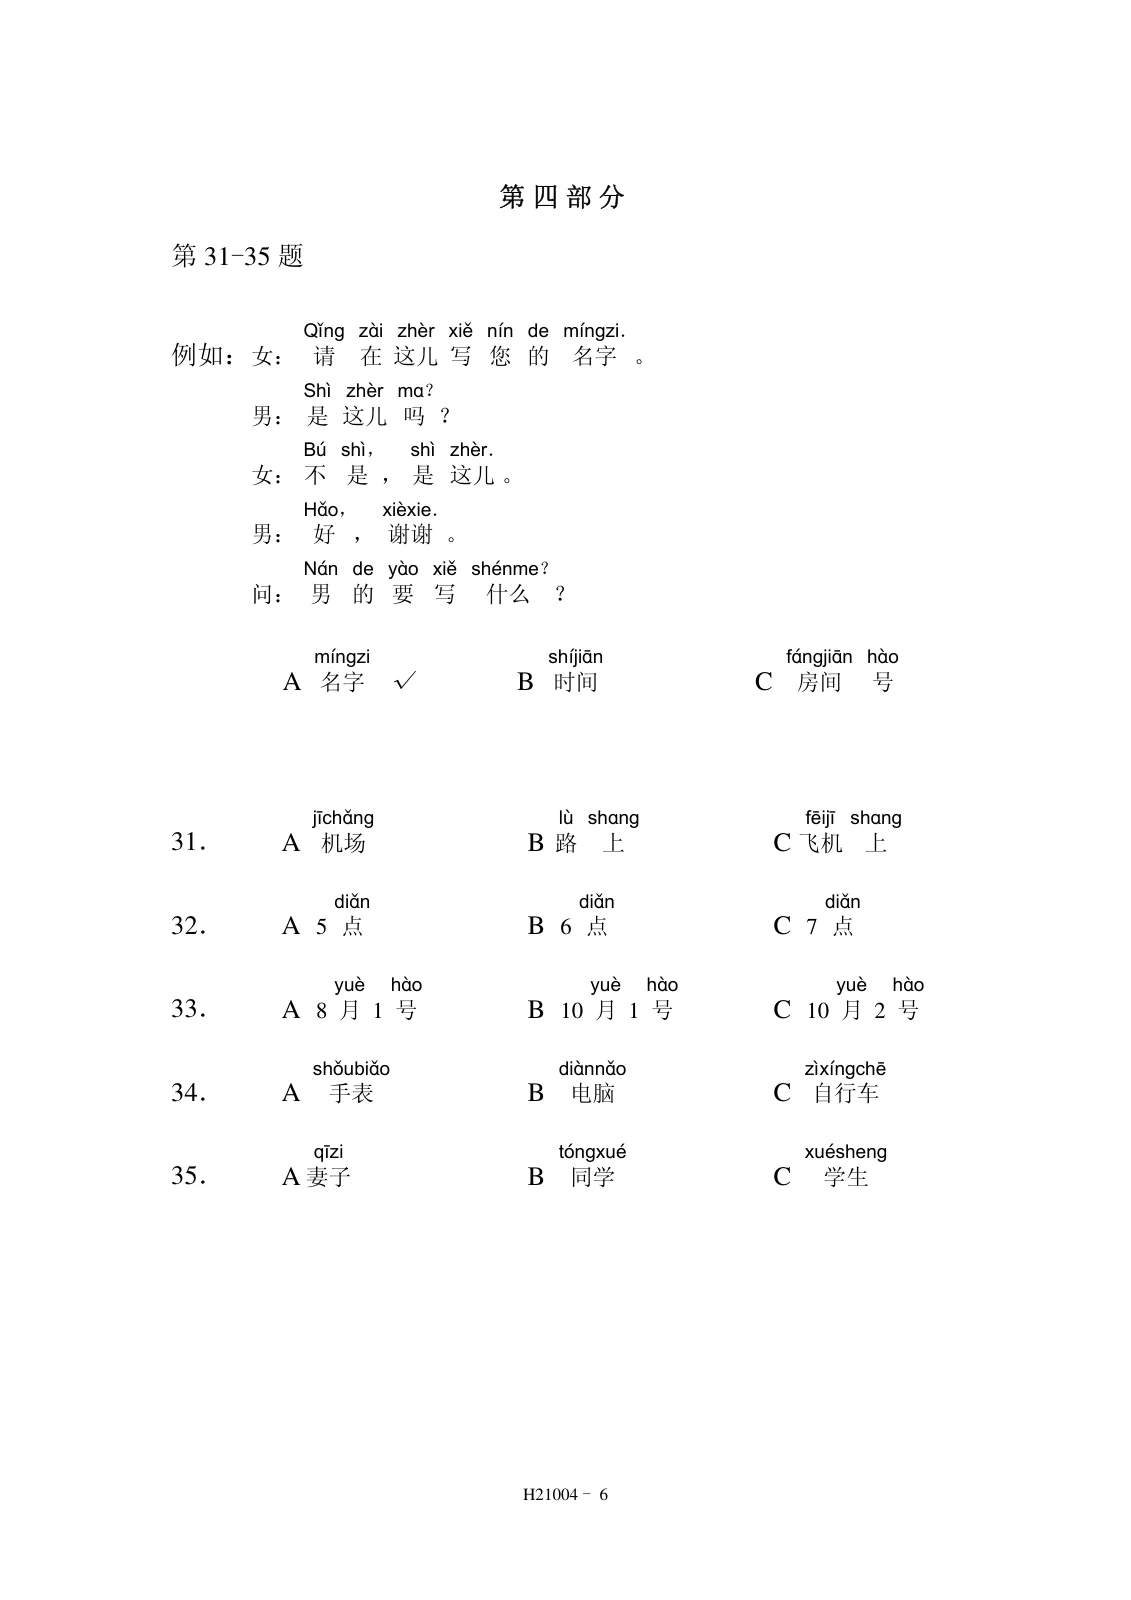 第四部分
第 31-35 题
Qǐng zài zhèr xiě nín de míngzi.
例如：女： 请 在 这儿 写 您 的 名字 。
Shì zhèr ma？
男： 是 这儿 吗 ？
Bú shì， shì zhèr.
女： 不 是 ， 是 这儿 。
Hǎo， xièxie.
男： 好 ， 谢谢 。
Nán de yào xiě shénme？
问： 男 的 要 写 什么 ？
míngzi shíjiān fángjiān hào
A 名字 ✓ B 时间 C 房间 号
jīchǎng lù shang fēijī shang
31． A 机场 B 路 上 C 飞机 上
diǎn diǎn diǎn
32． A 5 点 B 6 点 C 7 点
yuè hào yuè hào yuè hào
33． A 8 月 1 号 B 10 月 1 号 C 10 月 2 号
shǒubiǎo diànnǎo zìxíngchē
34． A 手表 B 电脑 C 自行车
qīzi tóngxué xuésheng
35． A 妻子 B 同学 C 学生
H21004 - 6